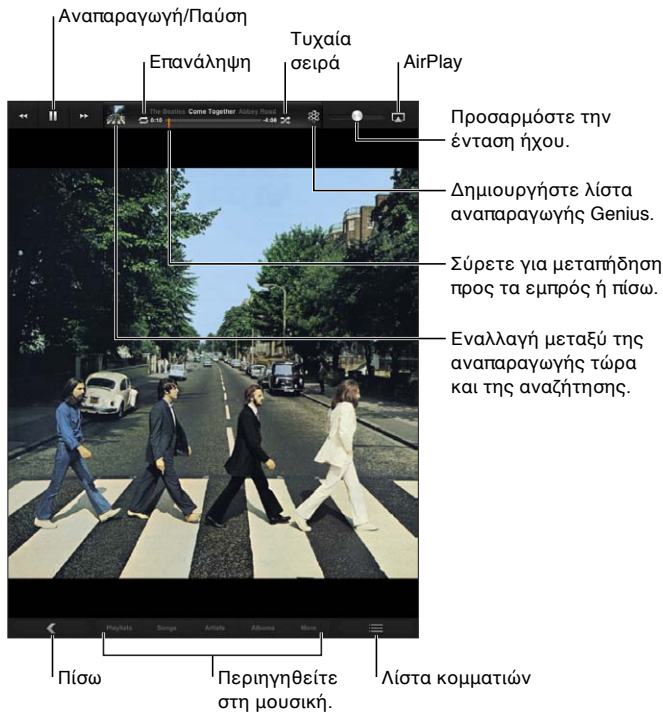 Αναπαραγωγή/Παύση
Επανάληψη
Τυχαία
σειρά
AirPlay
The Beatles Come Together Abbey Road
0:10
-4:08
Προσαρμόστε την
ένταση ήχου.
Δημιουργήστε λίστα
αναπαραγωγής Genius.
Σύρετε για μεταπήδηση
προς τα εμπρός ή πίσω.
Εναλλαγή μεταξύ της
αναπαραγωγής τώρα
και της αναζήτησης.
Playlists Songs Artists Albums More
Πίσω
Περιηγηθείτε
στη μουσική.
Λίστα κομματιών